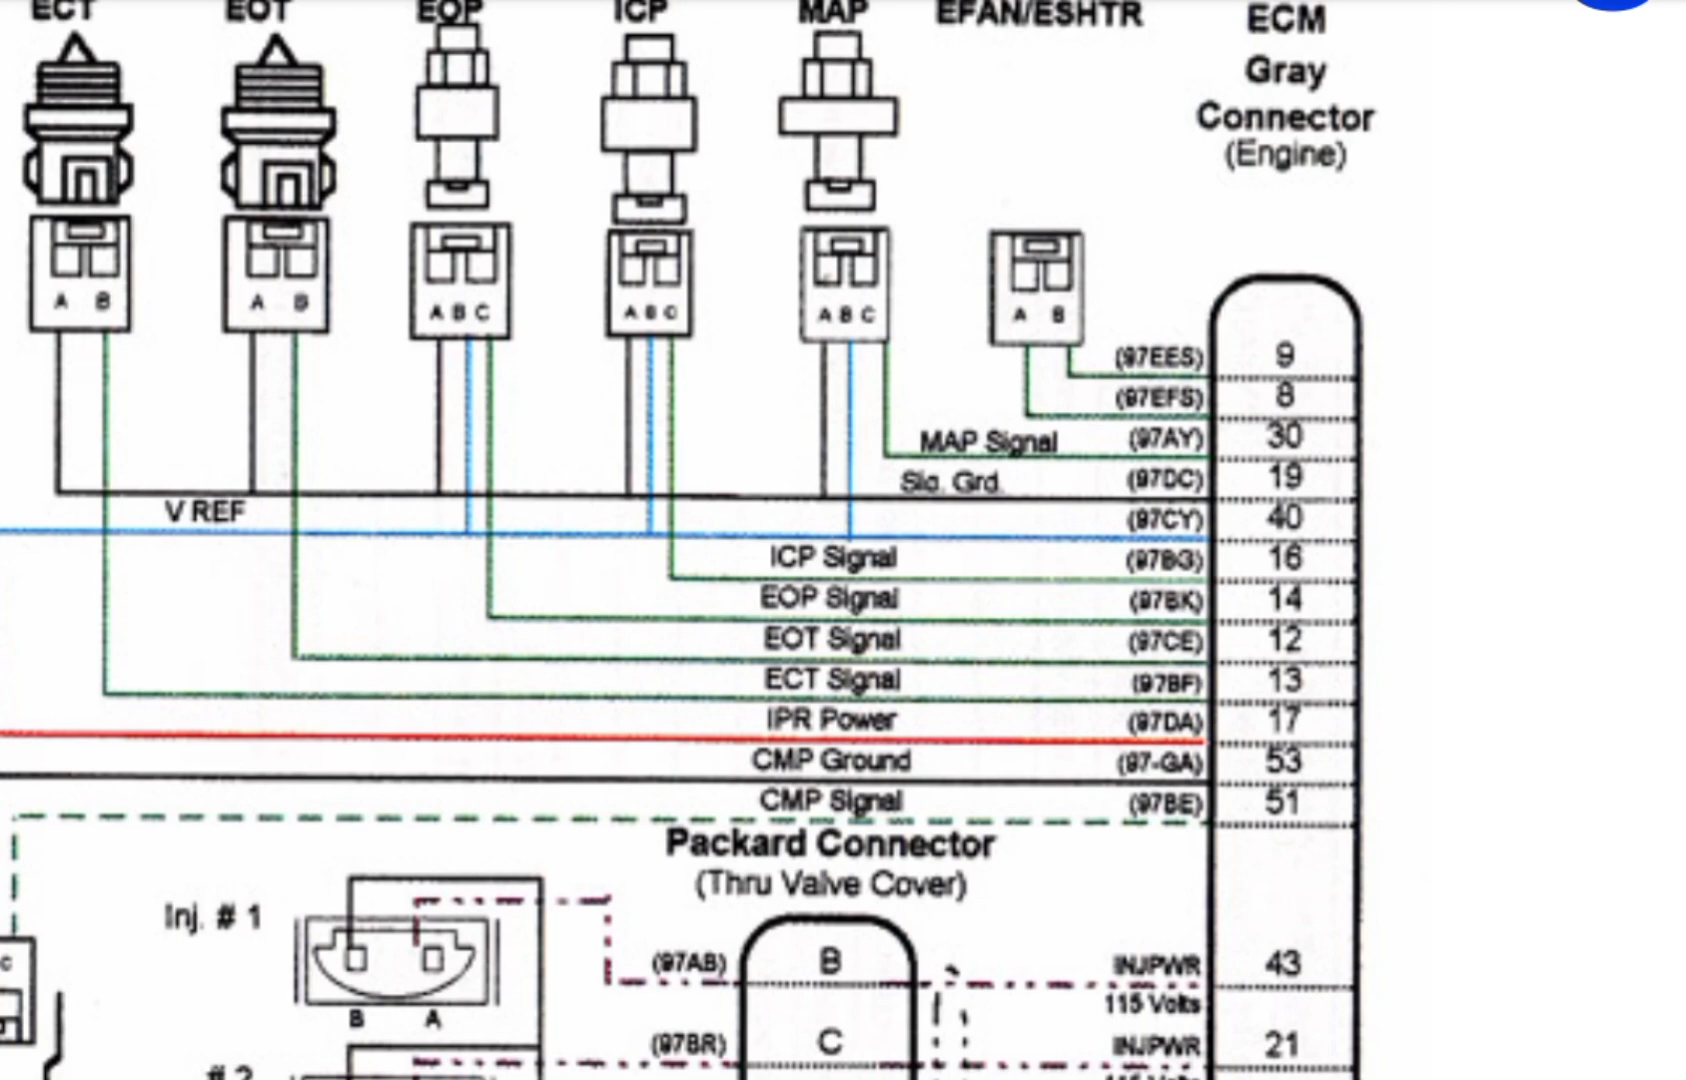 ECT EOT EOP ICP MAP EFAN/ESHTR ECM
Gray
Connector
(Engine)
A B
A B
A B C
A B C
A B C
A B
(97EES) 9
(97EFS) 8
MAP Signal (97AY) 30
Sig. Grd. (97DC) 19
V REF (97CY) 40
ICP Signal (97BG) 16
EOP Signal (97BK) 14
EOT Signal (97CE) 12
ECT Signal (97BF) 13
IPR Power (97DA) 17
CMP Ground (97-GA) 53
CMP Signal (97BE) 51
Packard Connector
(Thru Valve Cover)
Inj. # 1
C
(97AB) B INJPWR 43
115 Volts
B A
(97BR) C INJPWR 21
# 2
115 Volts